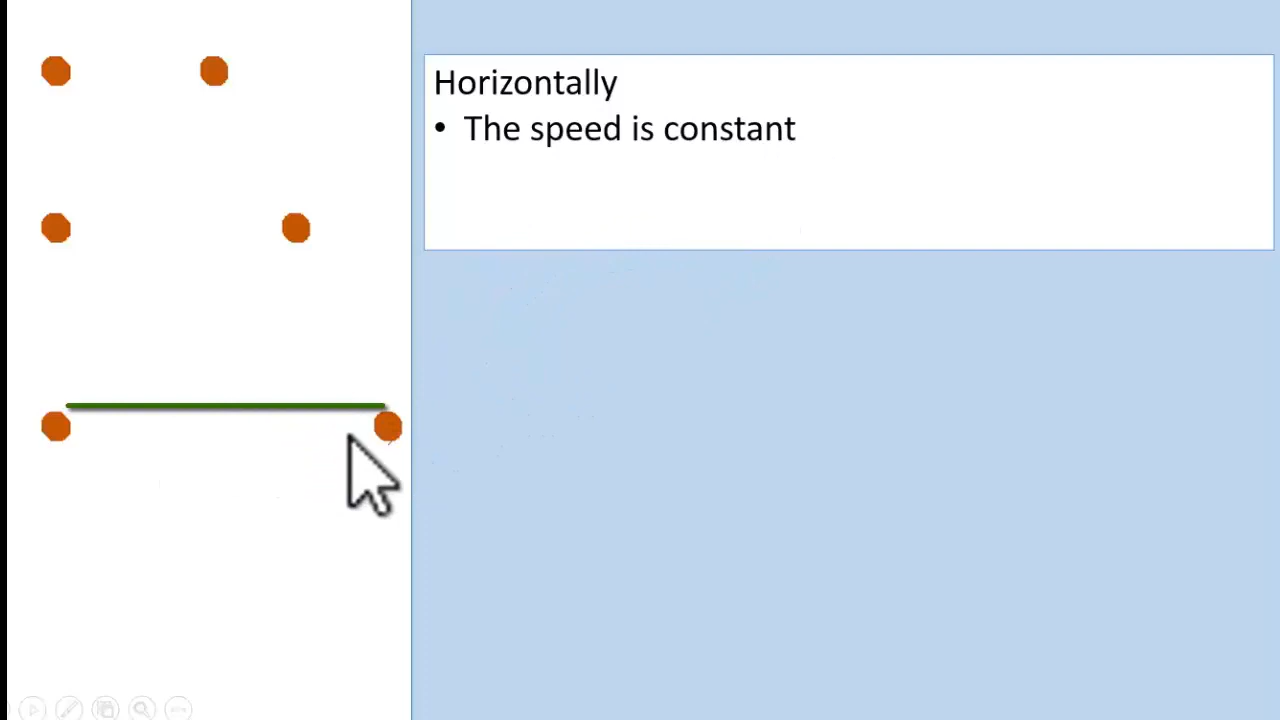 Horizontally
• The speed is constant